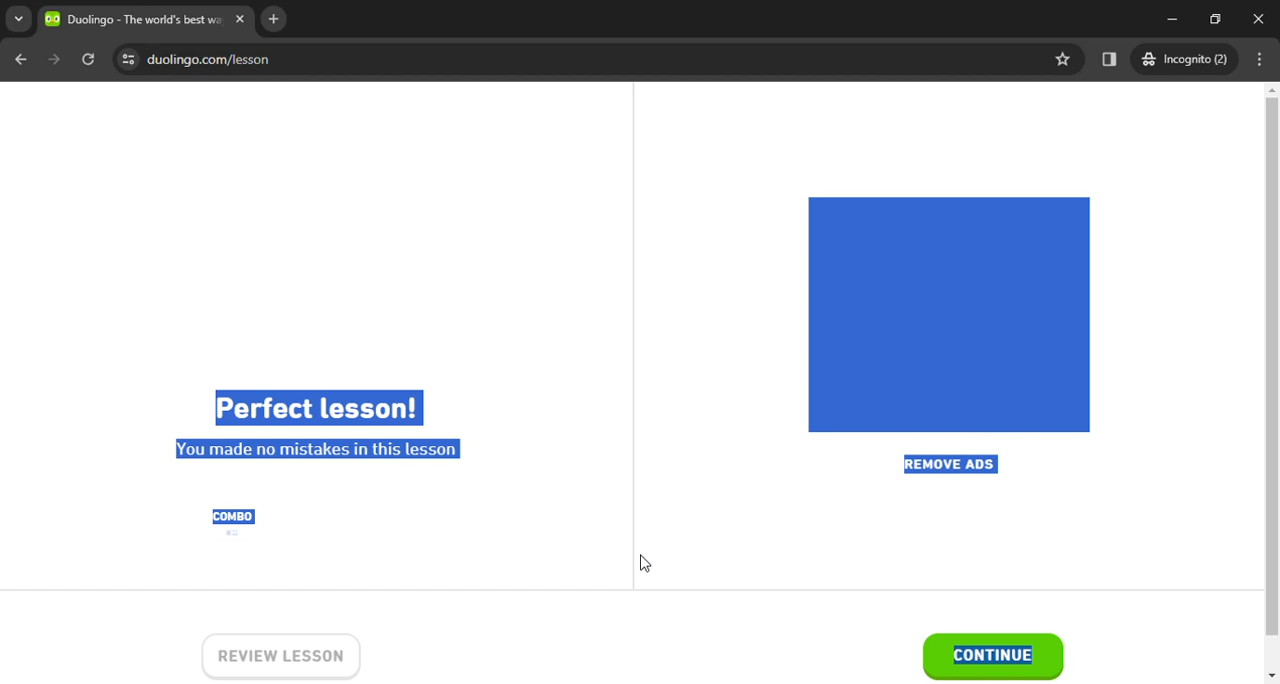 Duolingo - The world's best wa
duolingo.com/lesson
Incognito (2)
Perfect lesson!
You made no mistakes in this lesson
REMOVE ADS
COMBO
REVIEW LESSON
CONTINUE